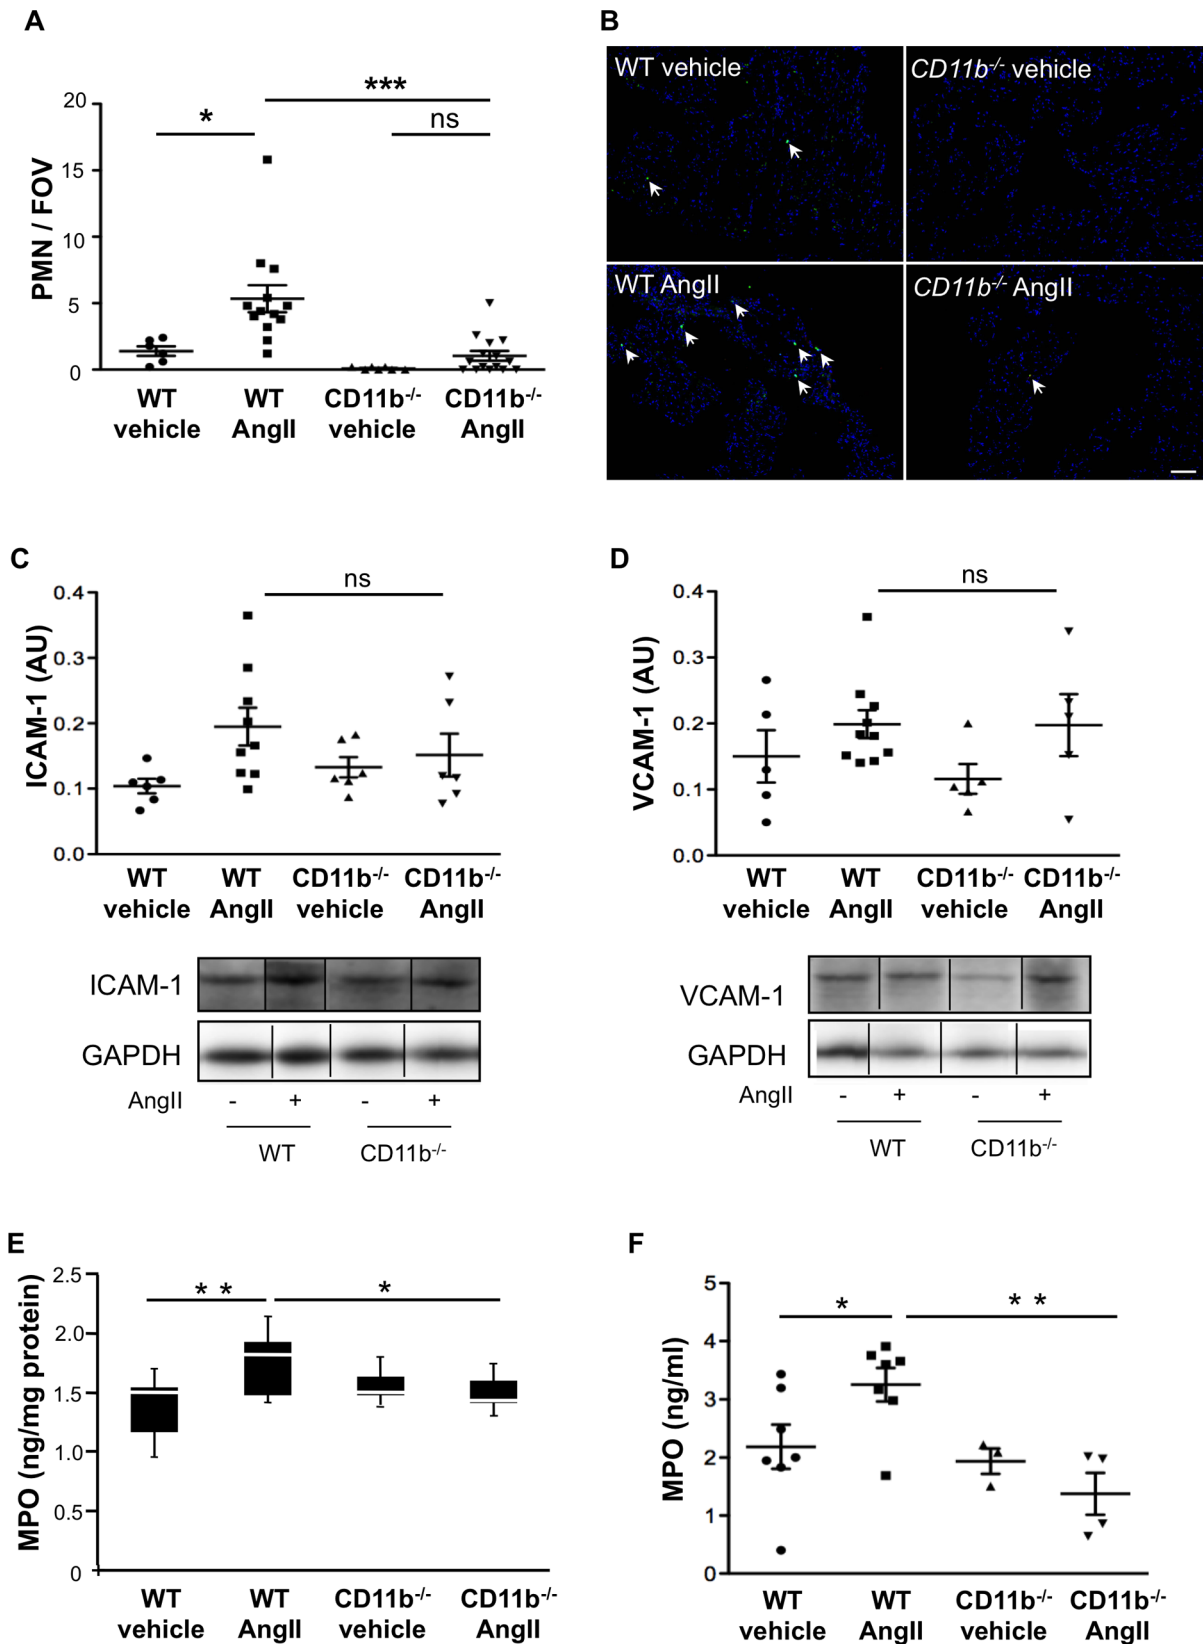 A
PMN / FOV
20
15
10
5
0
*
***
ns
WT vehicle
WT AngII
CD11b-/- vehicle
CD11b-/- AngII
B
WT vehicle
CD11b-/- vehicle
WT AngII
CD11b-/- AngII
C
ICAM-1 (AU)
0.4
0.3
0.2
0.1
0.0
ns
WT vehicle
WT AngII
CD11b-/- vehicle
CD11b-/- AngII
ICAM-1
GAPDH
AngII - + - +
WT CD11b-/-
D
VCAM-1 (AU)
0.4
0.3
0.2
0.1
0.0
ns
WT vehicle
WT AngII
CD11b-/- vehicle
CD11b-/- AngII
VCAM-1
GAPDH
AngII - + - +
WT CD11b-/-
E
MPO (ng/mg protein)
2.5
2.0
1.5
1.0
0.5
0
* *
*
WT vehicle
WT AngII
CD11b-/- vehicle
CD11b-/- AngII
F
MPO (ng/ml)
5
4
3
2
1
0
*
* *
WT vehicle
WT AngII
CD11b-/- vehicle
CD11b-/- AngII